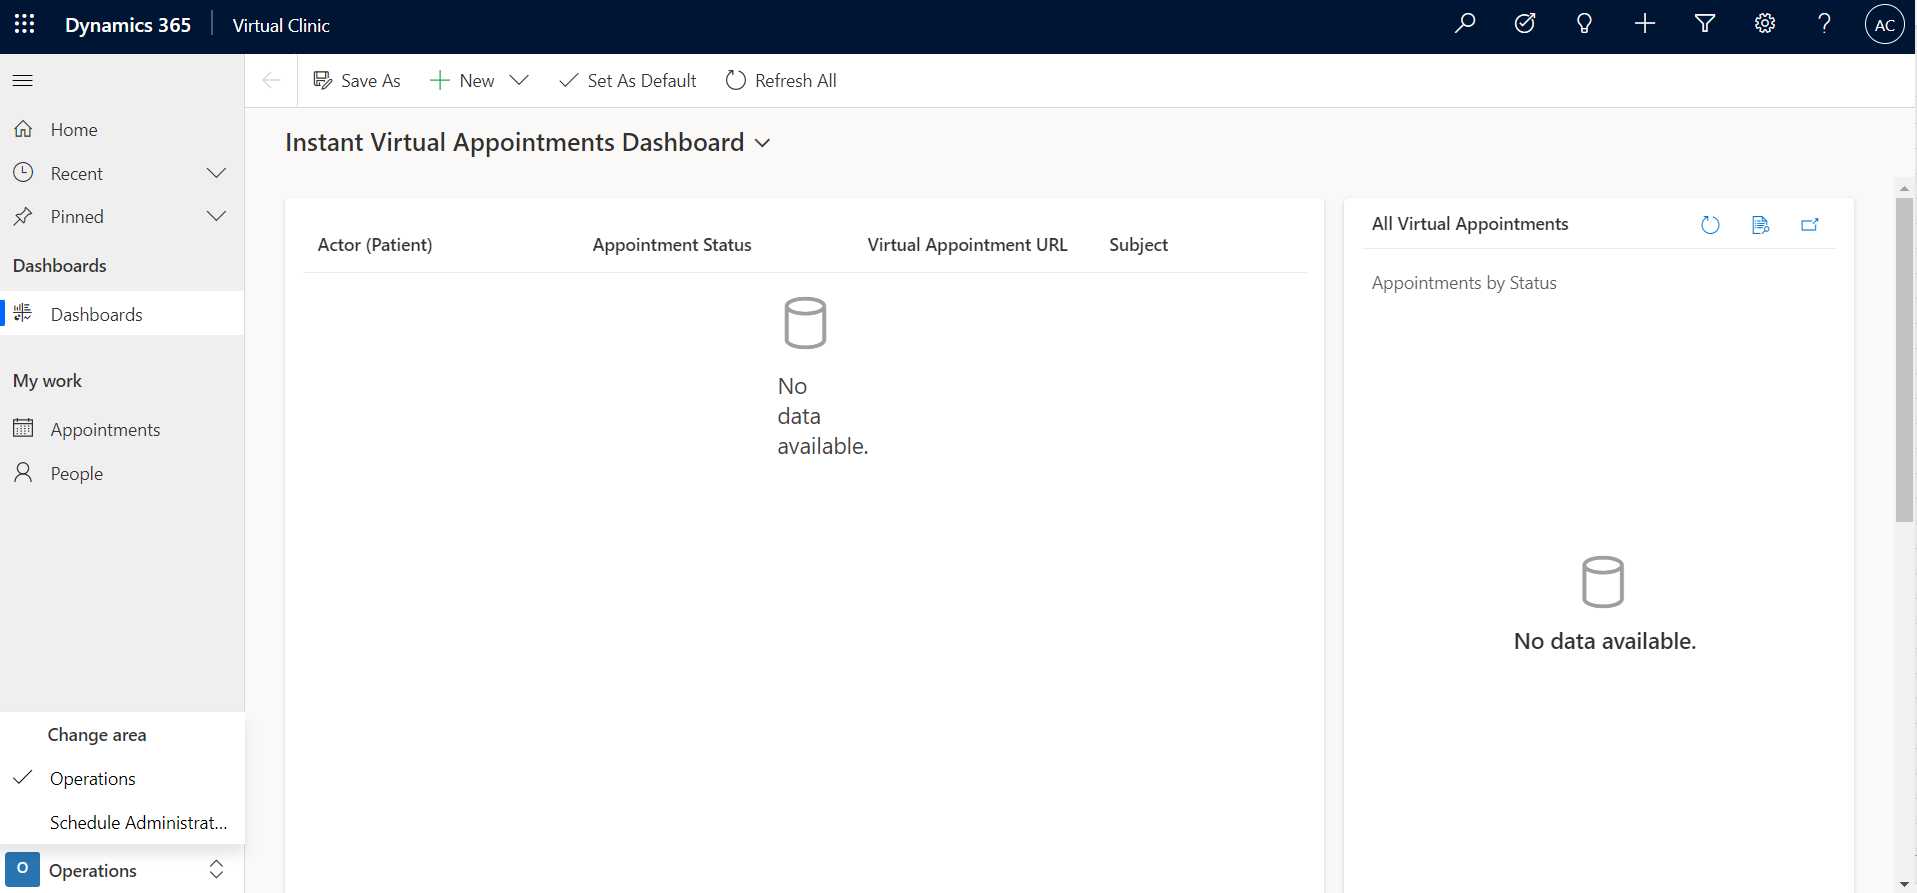 Dynamics 365
Virtual Clinic
AC
Save As
New
Set As Default
Refresh All
Home
Recent
Pinned
Dashboards
Dashboards
My work
Appointments
People
Instant Virtual Appointments Dashboard
Actor (Patient)
Appointment Status
Virtual Appointment URL
Subject
No
data
available.
All Virtual Appointments
Appointments by Status
No data available.
Change area
Operations
Schedule Administrat...
O
Operations